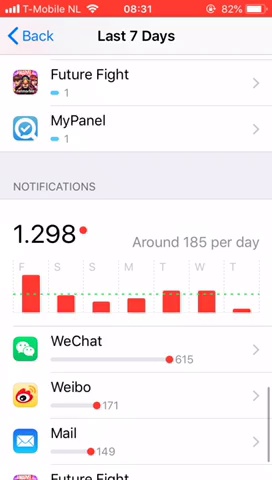 T-Mobile NL 08:31 82%
Back Last 7 Days
Future Fight
1
MyPanel
1
NOTIFICATIONS
1.298
Around 185 per day
F S S M T W T
WeChat
615
Weibo
171
Mail
149
Future Fight